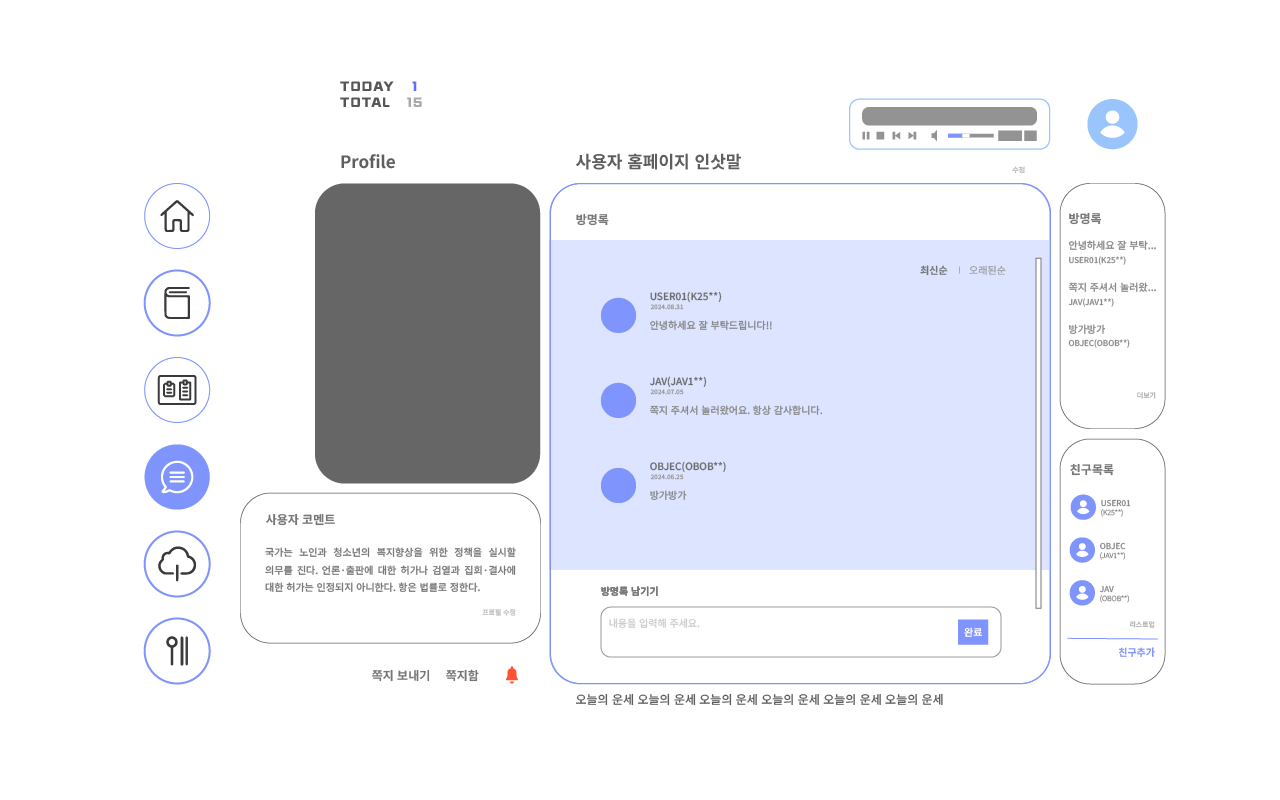 TODAY 1
TOTAL 15
Profile
사용자 홈페이지 인삿말
수정
방명록
최신순 | 오래된순
USER01(K25**)
2024.08.31
안녕하세요 잘 부탁드립니다!!
JAV(JAV1**)
2024.07.05
쪽지 주셔서 놀러왔어요. 항상 감사합니다.
OBJEC(OBOB**)
2024.06.25
방가방가
방명록 남기기
내용을 입력해 주세요.
완료
오늘의 운세 오늘의 운세 오늘의 운세 오늘의 운세 오늘의 운세 오늘의 운세
사용자 코멘트
국가는 노인과 청소년의 복지향상을 위한 정책을 실시할
의무를 진다. 언론·출판에 대한 허가나 검열과 집회·결사에
대한 허가는 인정되지 아니한다. 항은 법률로 정한다.
프로필 수정
쪽지 보내기 쪽지함
방명록
안녕하세요 잘 부탁...
USER01(K25**)
쪽지 주셔서 놀러왔...
JAV(JAV1**)
방가방가
OBJEC(OBOB**)
더보기
친구목록
USER01
(K25**)
OBJEC
(JAV1**)
JAV
(OBOB**)
리스트업
친구추가